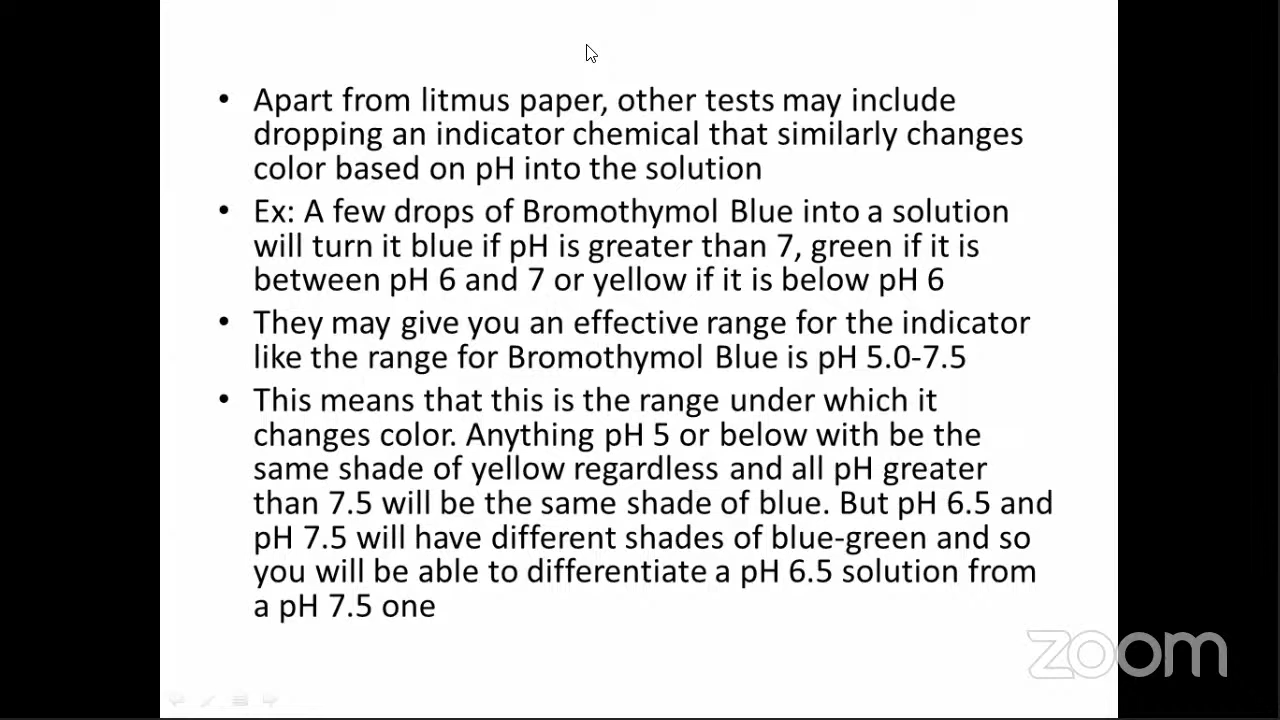 • Apart from litmus paper, other tests may include
dropping an indicator chemical that similarly changes
color based on pH into the solution
• Ex: A few drops of Bromothymol Blue into a solution
will turn it blue if pH is greater than 7, green if it is
between pH 6 and 7 or yellow if it is below pH 6
• They may give you an effective range for the indicator
like the range for Bromothymol Blue is pH 5.0-7.5
• This means that this is the range under which it
changes color. Anything pH 5 or below with be the
same shade of yellow regardless and all pH greater
than 7.5 will be the same shade of blue. But pH 6.5 and
pH 7.5 will have different shades of blue-green and so
you will be able to differentiate a pH 6.5 solution from
a pH 7.5 one
zoom